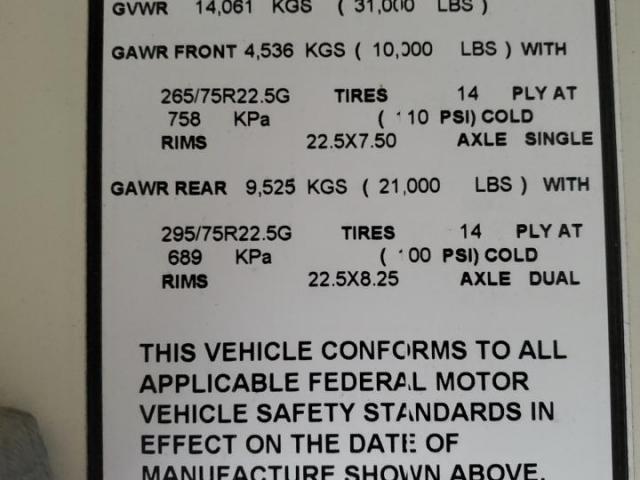 GVWR 14,061 KGS ( 31,000 LBS )
GAWR FRONT 4,536 KGS ( 10,000 LBS ) WITH
265/75R22.5G TIRES 14 PLY AT
758 KPa ( 110 PSI) COLD
RIMS 22.5X7.50 AXLE SINGLE
GAWR REAR 9,525 KGS ( 21,000 LBS ) WITH
295/75R22.5G TIRES 14 PLY AT
689 KPa ( 100 PSI) COLD
RIMS 22.5X8.25 AXLE DUAL
THIS VEHICLE CONFORMS TO ALL
APPLICABLE FEDERAL MOTOR
VEHICLE SAFETY STANDARDS IN
EFFECT ON THE DATE OF
MANUFACTURE SHOWN ABOVE.